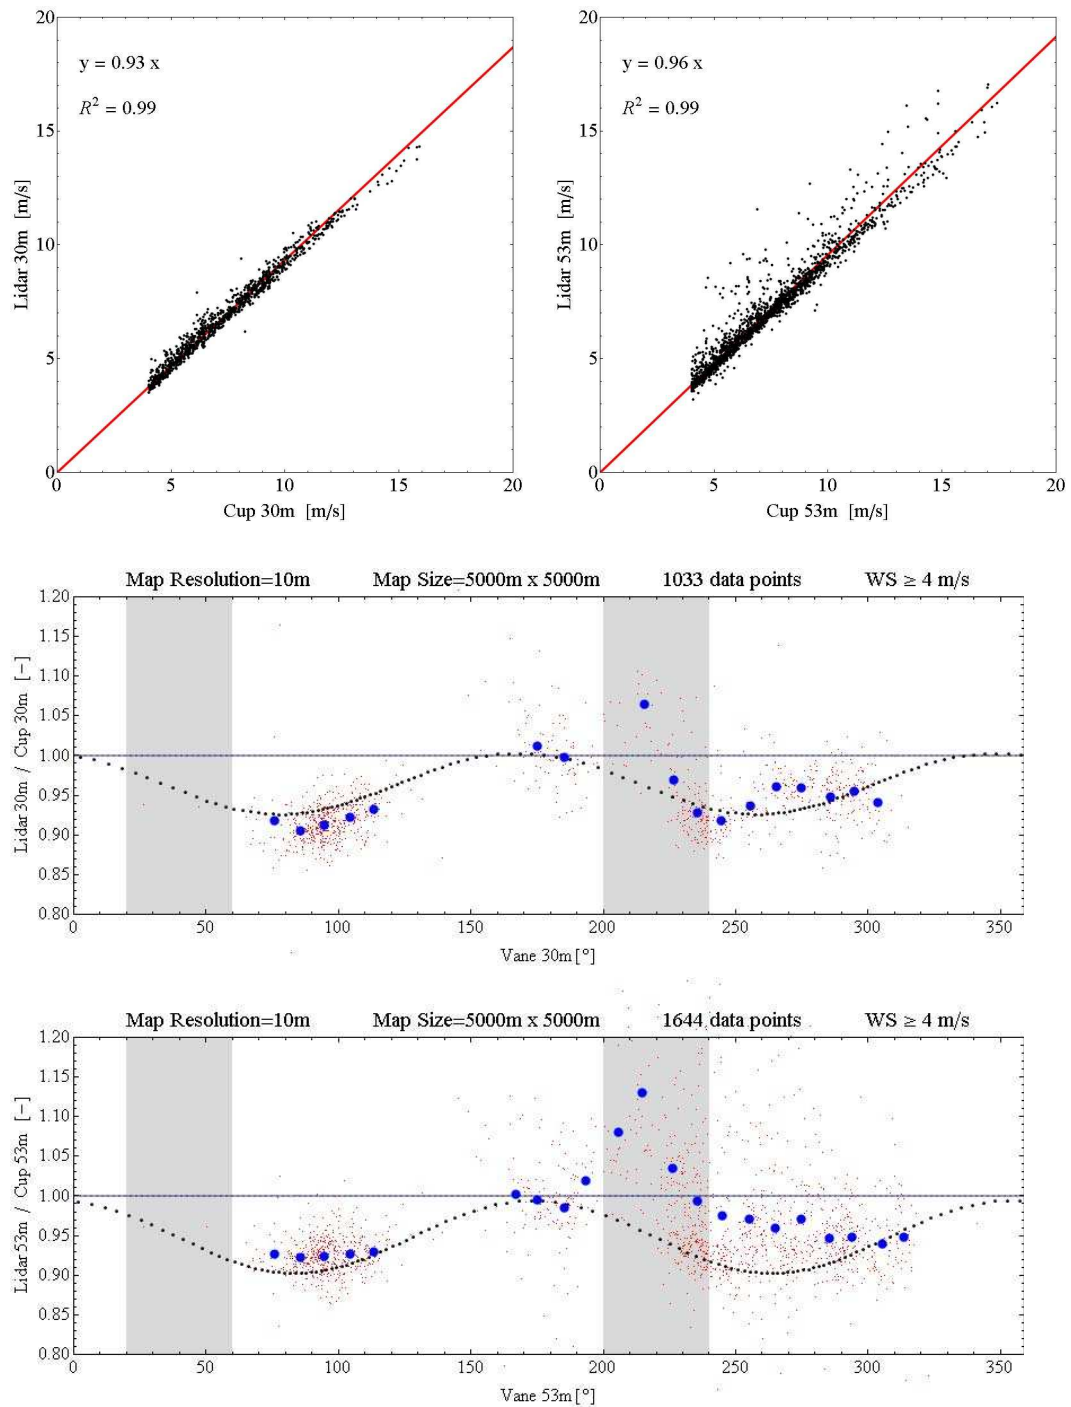 20
15
10
5
0
y = 0.93 x
R² = 0.99
Lidar 30m [m/s]
0 5 10 15 20
Cup 30m [m/s]
20
15
10
5
0
y = 0.96 x
R² = 0.99
Lidar 53m [m/s]
0 5 10 15 20
Cup 53m [m/s]
Map Resolution=10m Map Size=5000m x 5000m 1033 data points WS ≥ 4 m/s
1.20
1.15
1.10
1.05
1.00
0.95
0.90
0.85
0.80
Lidar 30m / Cup 30m [−]
0 50 100 150 200 250 300 350
Vane 30m [°]
Map Resolution=10m Map Size=5000m x 5000m 1644 data points WS ≥ 4 m/s
1.20
1.15
1.10
1.05
1.00
0.95
0.90
0.85
0.80
Lidar 53m / Cup 53m [−]
0 50 100 150 200 250 300 350
Vane 53m [°]